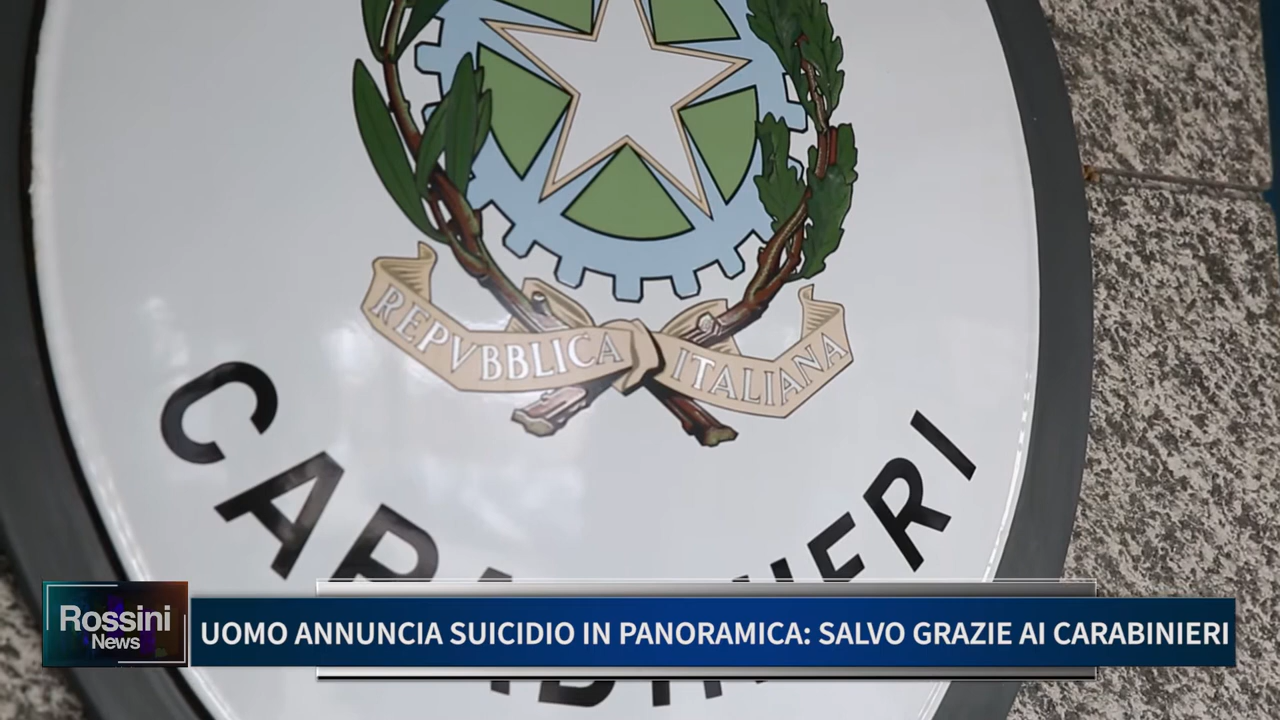 REPVBBLICA ITALIANA
CARABINIERI
Rossini
News
UOMO ANNUNCIA SUICIDIO IN PANORAMICA: SALVO GRAZIE AI CARABINIERI